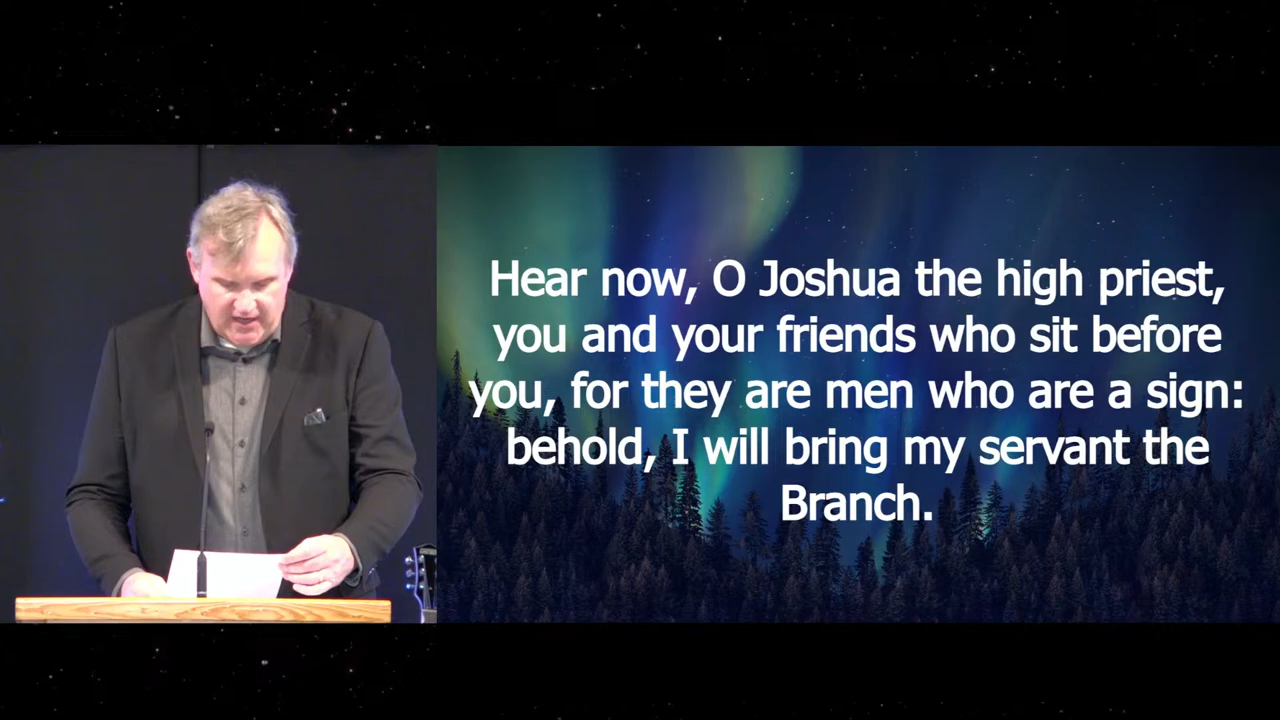 Hear now, O Joshua the high priest,
you and your friends who sit before
you, for they are men who are a sign:
behold, I will bring my servant the
Branch.